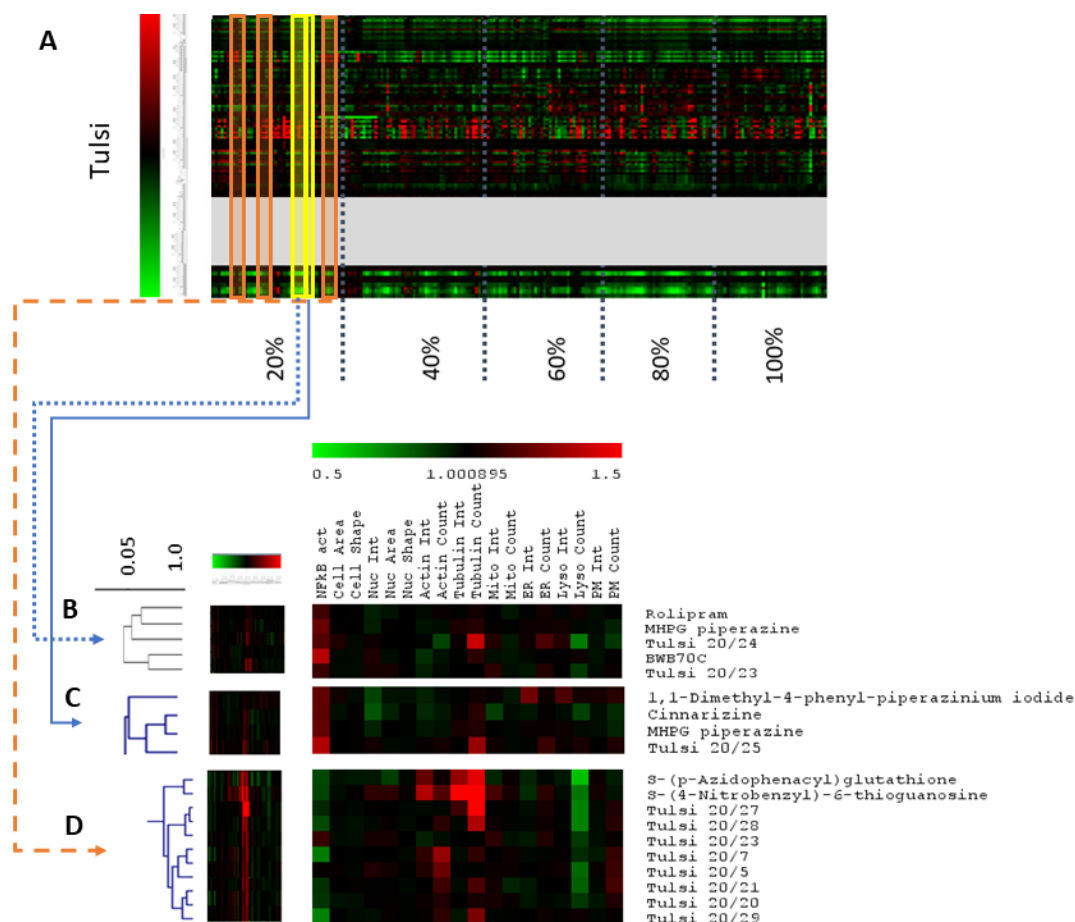 A
Tulsi
20%
40%
60%
80%
100%
0.5 1.000895 1.5
NFkB act
Cell Area
Cell Shape
Nuc Int
Nuc Area
Nuc Shape
Actin Int
Actin Count
Tubulin Int
Tubulin Count
Mito Int
Mito Count
ER Int
ER Count
Lyso Int
Lyso Count
PM Int
PM Count
0.05
1.0
B
Rolipram
MHPG piperazine
Tulsi 20/24
BWB70C
Tulsi 20/23
C
1,1-Dimethyl-4-phenyl-piperazinium iodide
Cinnarizine
MHPG piperazine
Tulsi 20/25
D
S-(p-Azidophenacyl)glutathione
S-(4-Nitrobenzyl)-6-thioguanosine
Tulsi 20/27
Tulsi 20/28
Tulsi 20/23
Tulsi 20/7
Tulsi 20/5
Tulsi 20/21
Tulsi 20/20
Tulsi 20/29